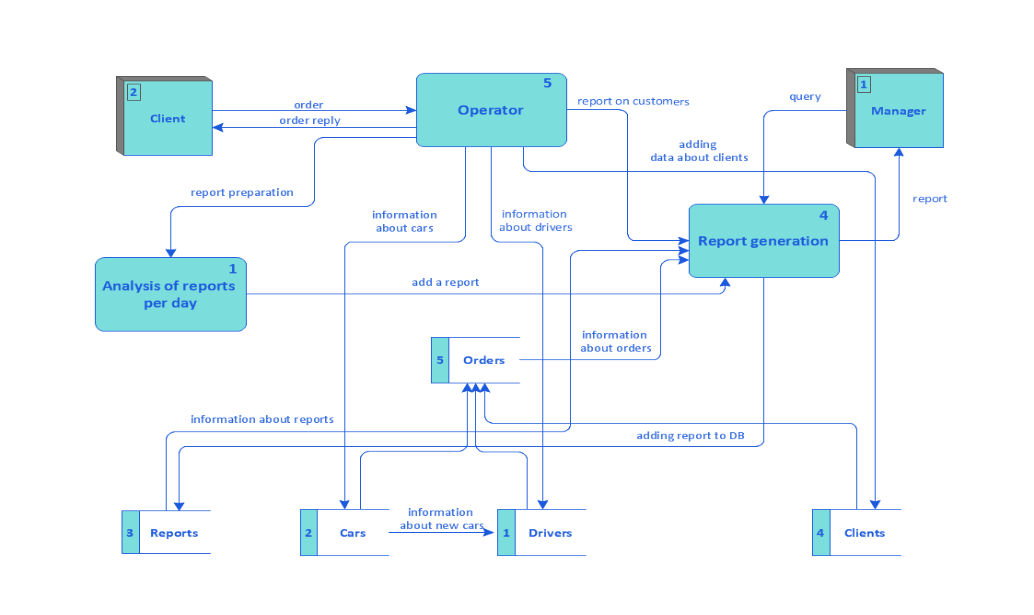 2
Client
order
order reply
5
Operator
report on customers
query
1
Manager
adding
data about clients
report preparation
information
about cars
information
about drivers
4
Report generation
report
1
Analysis of reports
per day
add a report
information
about orders
5
Orders
information about reports
adding report to DB
3
Reports
2
Cars
information
about new cars
1
Drivers
4
Clients